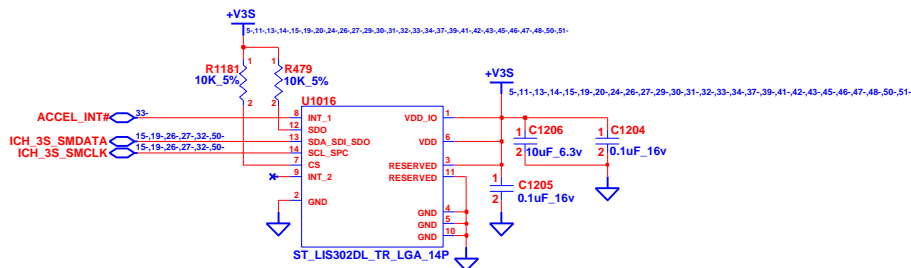 +V3S
5-,11-,13-,14-,15-,19-,20-,24-,26-,27-,29-,30-,31-,32-,33-,34-,37-,39-,41-,42-,43-,45-,46-,47-,48-,50-,51-
1 1
R1181 R479
10K_5% 10K_5%
2 2
+V3S
5-,11-,13-,14-,15-,19-,20-,24-,26-,27-,29-,30-,31-,32-,33-,34-,37-,39-,41-,42-,43-,45-,46-,47-,48-,50-,51-
U1016
ACCEL_INT# 33- 8 INT_1 VDD_IO 1
12 SDO
ICH_3S_SMDATA 15-,19-,26-,27-,32-,50- 13 SDA_SDI_SDO VDD 6
ICH_3S_SMCLK 15-,19-,26-,27-,32-,50- 14 SCL_SPC
7 CS RESERVED 3
9 INT_2 RESERVED 11
2 GND
GND 4
GND 5
GND 10
1 C1206
2 10uF_6.3v
1 C1204
2 0.1uF_16v
1 C1205
2 0.1uF_16v
ST_LIS302DL_TR_LGA_14P